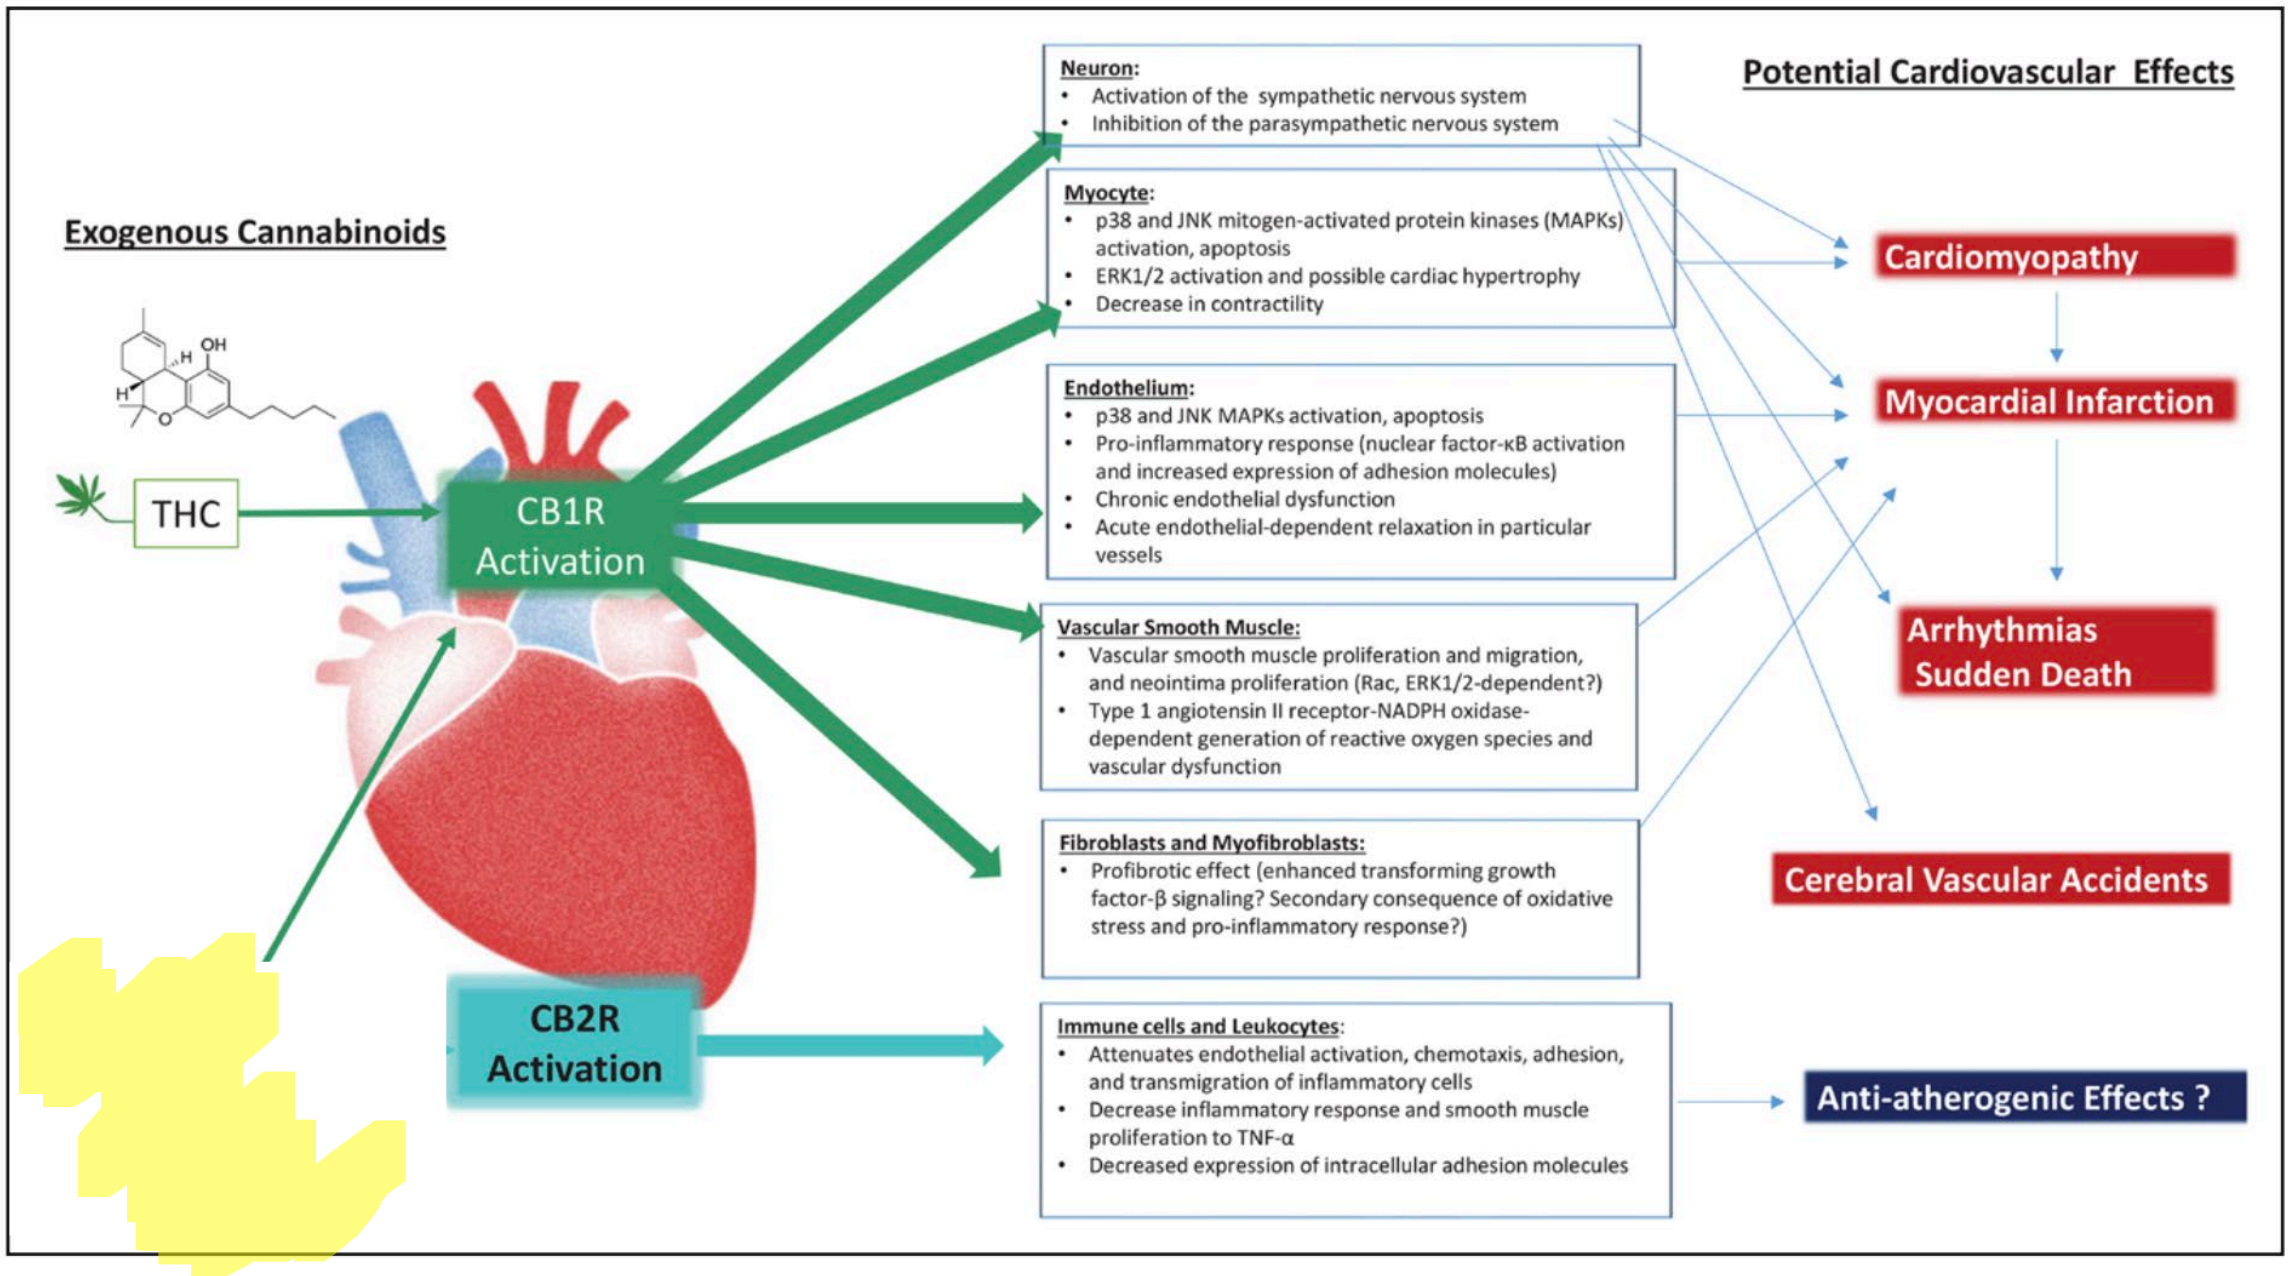 Exogenous Cannabinoids
OH
H
H
O
THC
CB1R
Activation
CB2R
Activation
Neuron:
• Activation of the sympathetic nervous system
• Inhibition of the parasympathetic nervous system
Myocyte:
• p38 and JNK mitogen-activated protein kinases (MAPKs)
activation, apoptosis
• ERK1/2 activation and possible cardiac hypertrophy
• Decrease in contractility
Endothelium:
• p38 and JNK MAPKs activation, apoptosis
• Pro-inflammatory response (nuclear factor-κB activation
and increased expression of adhesion molecules)
• Chronic endothelial dysfunction
• Acute endothelial-dependent relaxation in particular
vessels
Vascular Smooth Muscle:
• Vascular smooth muscle proliferation and migration,
and neointima proliferation (Rac, ERK1/2-dependent?)
• Type 1 angiotensin II receptor-NADPH oxidase-
dependent generation of reactive oxygen species and
vascular dysfunction
Fibroblasts and Myofibroblasts:
• Profibrotic effect (enhanced transforming growth
factor-β signaling? Secondary consequence of oxidative
stress and pro-inflammatory response?)
Immune cells and Leukocytes:
• Attenuates endothelial activation, chemotaxis, adhesion,
and transmigration of inflammatory cells
• Decrease inflammatory response and smooth muscle
proliferation to TNF-α
• Decreased expression of intracellular adhesion molecules
Potential Cardiovascular Effects
Cardiomyopathy
Myocardial Infarction
Arrhythmias
Sudden Death
Cerebral Vascular Accidents
Anti-atherogenic Effects ?